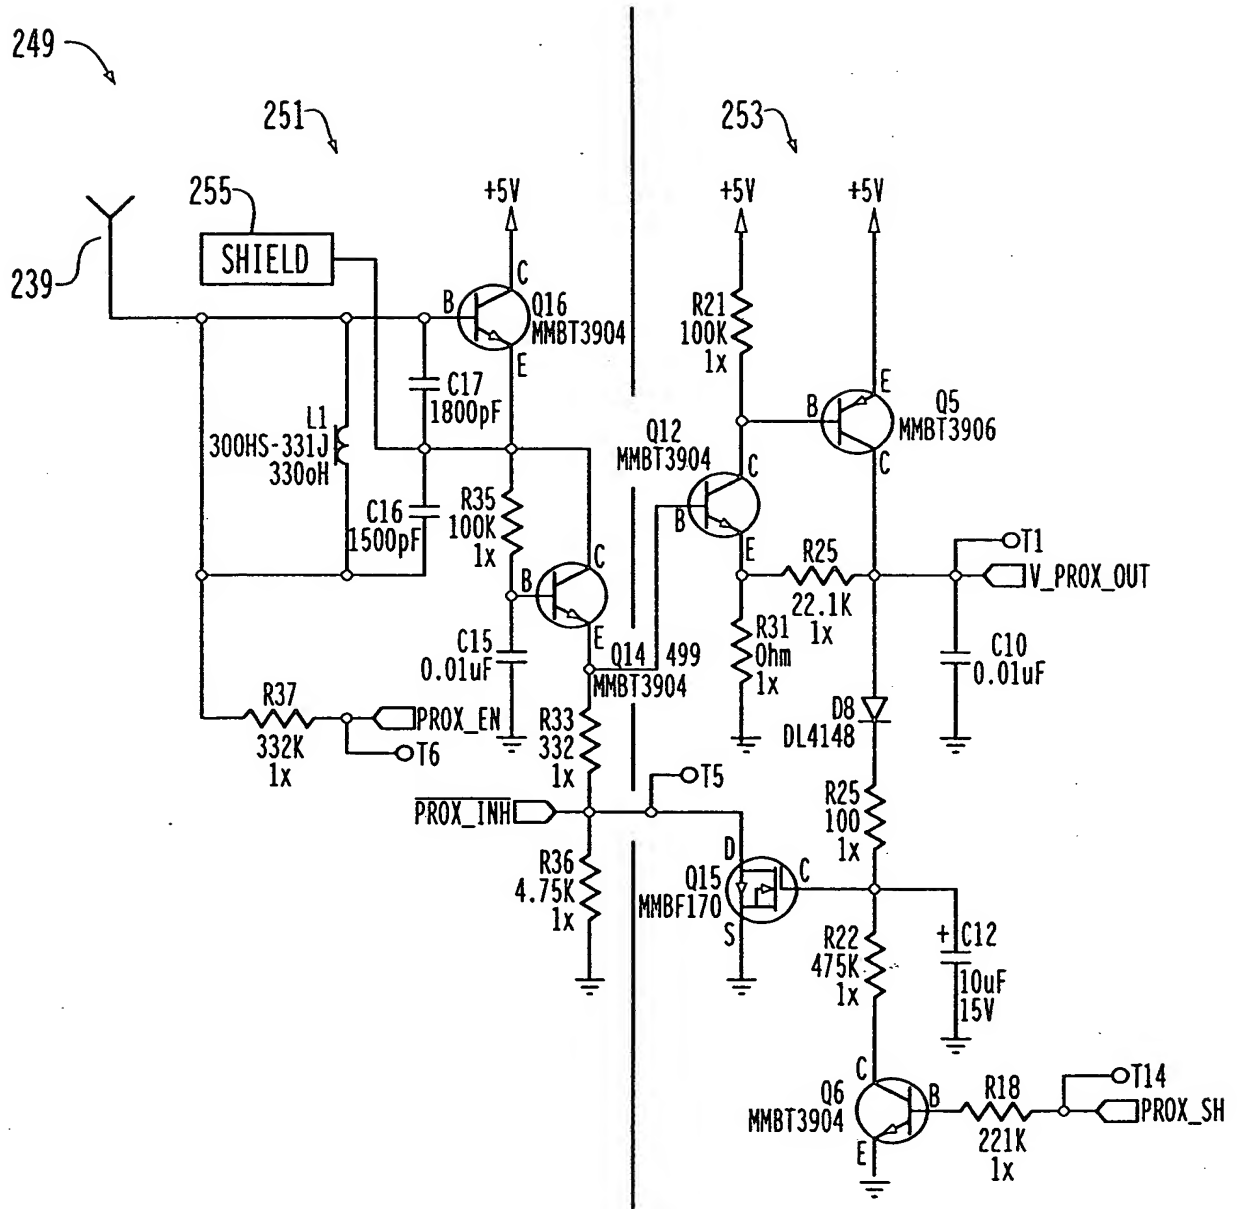 249
251
253
255
SHIELD
239
+5V
+5V
+5V
C
B
Q16
MMBT3904
E
R21
100K
1x
E
B
Q5
MMBT3906
C
C17
1800pF
L1
300HS-331J
330oH
Q12
MMBT3904
C
B
E
R35
100K
1x
C16
1500pF
C
B
E
R25
22.1K
1x
T1
V_PROX_OUT
C15
0.01uF
Q14
MMBT3904
499
R31
Ohm
1x
C10
0.01uF
R37
332K
1x
PROX_EN
T6
R33
332
1x
D8
DL4148
T5
PROX_INH
R25
100
1x
R36
4.75K
1x
D
Q15
MMBF170
C
S
R22
475K
1x
+
C12
10uF
15V
C
Q6
MMBT3904
B
E
R18
221K
1x
T14
PROX_SH